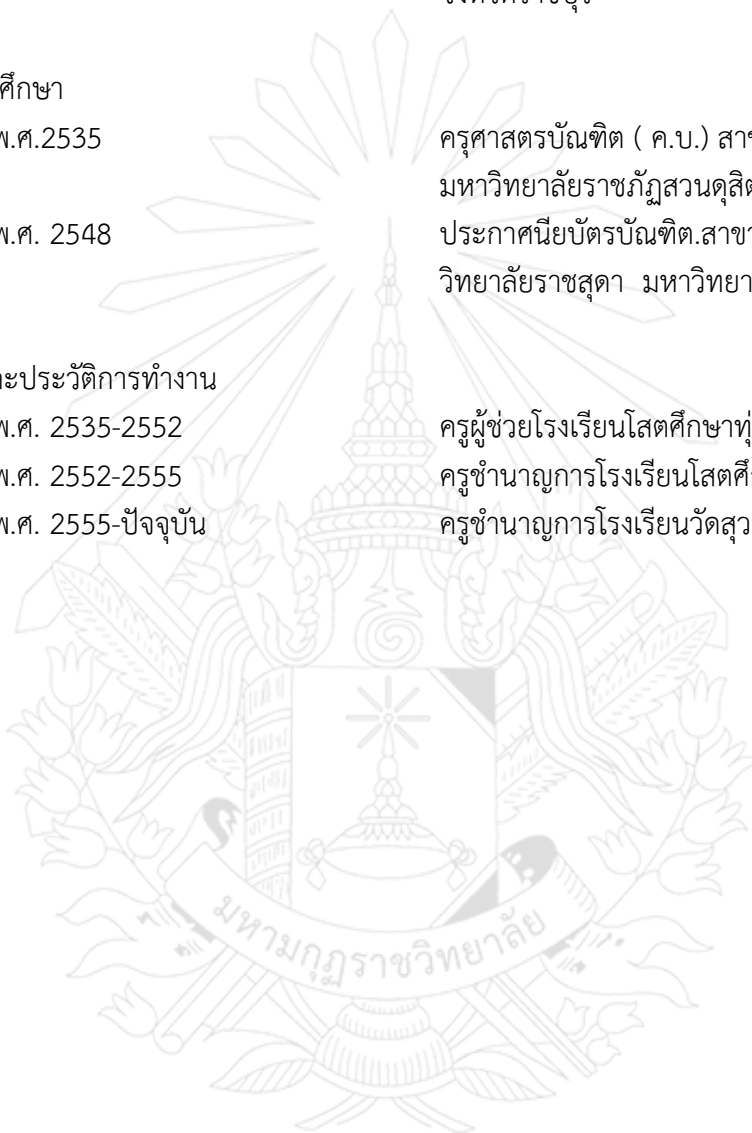 ศึกษา
พ.ศ.2535 ครุศาสตรบัณฑิต ( ค.บ.)
มหาวิทยาลัยราชภัฏสวนดุสิต
พ.ศ. 2548 ประกาศนียบัตรบัณฑิต.สาขา
วิทยาลัยราชสุดา มหาวิทยา
ะประวัติการทำงาน
พ.ศ. 2535-2552 ครูผู้ช่วยโรงเรียนโสตศึกษาทุ่
พ.ศ. 2552-2555 ครูชำนาญการโรงเรียนโสตศึ
พ.ศ. 2555-ปัจจุบัน ครูชำนาญการโรงเรียนวัดสุว
มหามกุฏราชวิทยาลัย